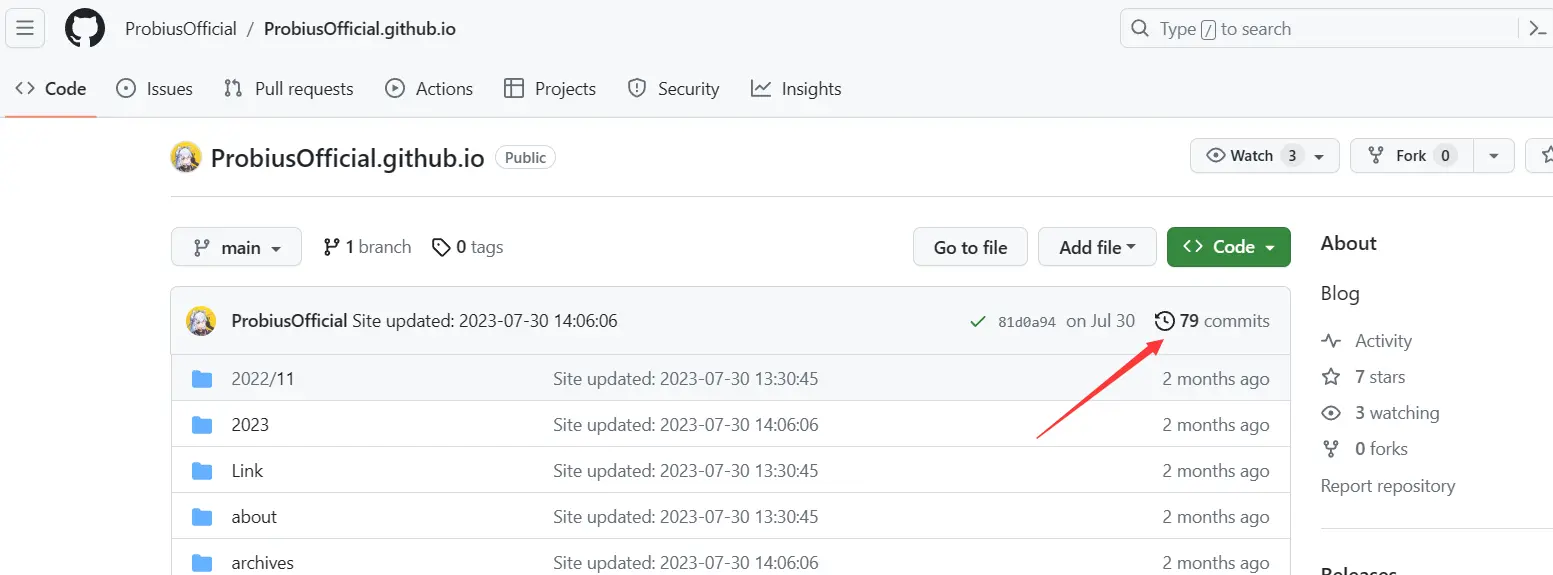 ProbiusOfficial / ProbiusOfficial.github.io Type / to search
Code Issues Pull requests Actions Projects Security Insights
ProbiusOfficial.github.io Public Watch 3 Fork 0
main 1 branch 0 tags Go to file Add file Code About
ProbiusOfficial Site updated: 2023-07-30 14:06:06 81d0a94 on Jul 30 79 commits
Blog
Activity
2022/11 Site updated: 2023-07-30 13:30:45 2 months ago
7 stars
3 watching
2023 Site updated: 2023-07-30 14:06:06 2 months ago
0 forks
Link Site updated: 2023-07-30 13:30:45 2 months ago
Report repository
about Site updated: 2023-07-30 13:30:45 2 months ago
archives Site updated: 2023-07-30 14:06:06 2 months ago
Releases